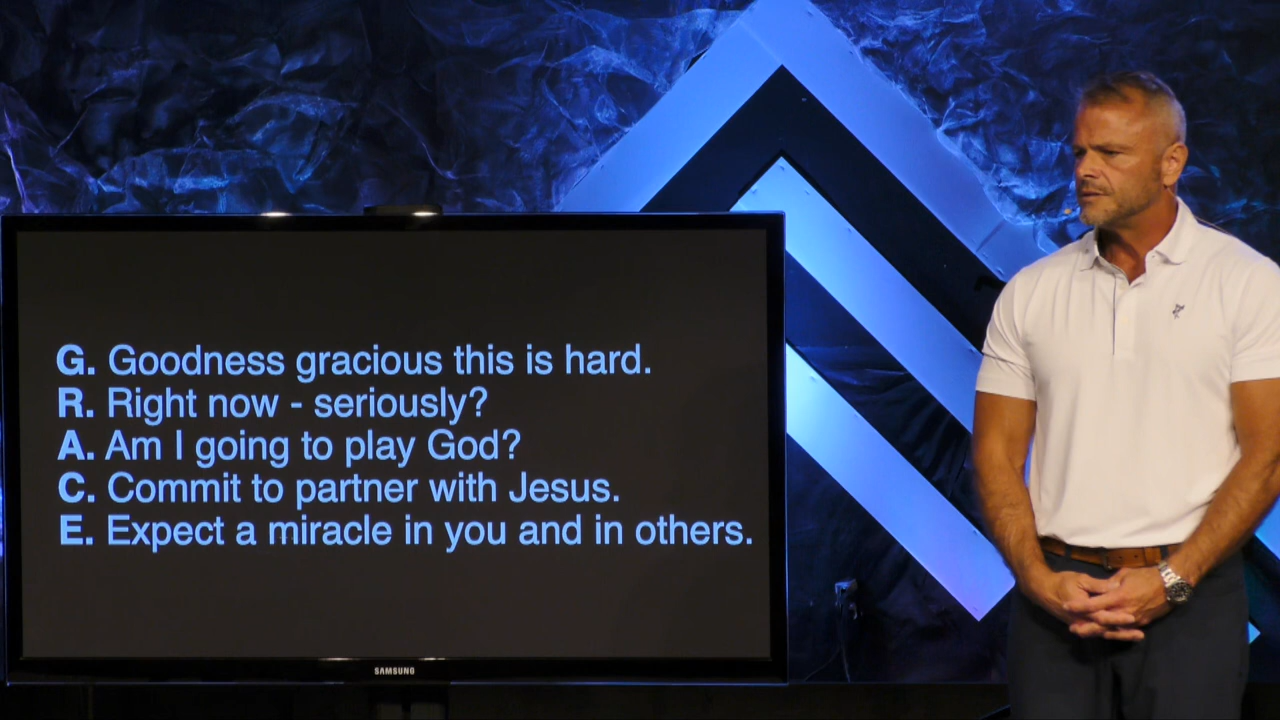 G. Goodness gracious this is hard.
R. Right now - seriously?
A. Am I going to play God?
C. Commit to partner with Jesus.
E. Expect a miracle in you and in others.
SAMSUNG